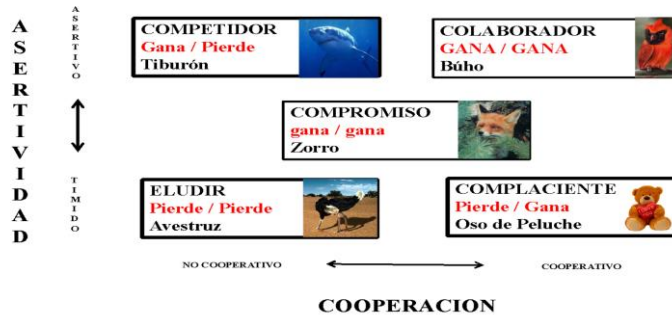 ASERTIVIDAD
ASERTIVO
TIMIDO
COMPETIDOR
Gana / Pierde
Tiburón
COLABORADOR
GANA / GANA
Búho
COMPROMISO
gana / gana
Zorro
ELUDIR
Pierde / Pierde
Avestruz
COMPLACIENTE
Pierde / Gana
Oso de Peluche
NO COOPERATIVO
COOPERATIVO
COOPERACION